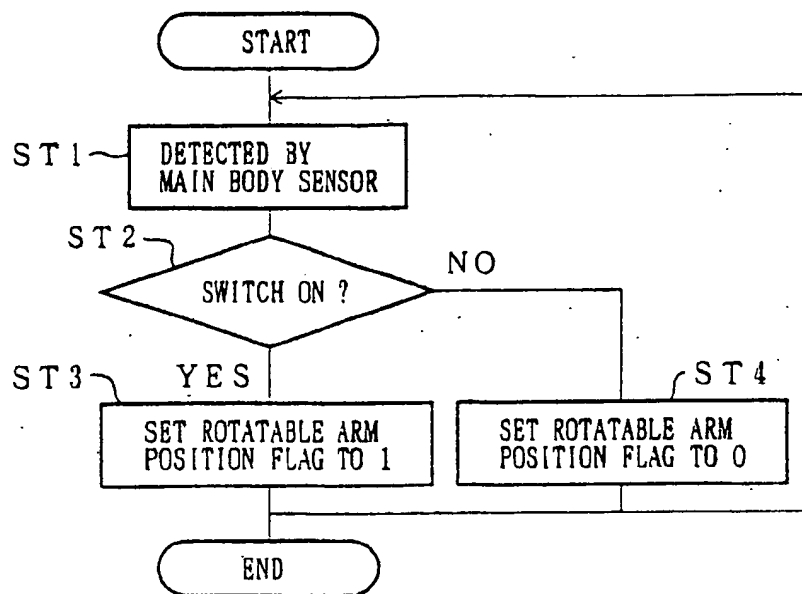 START
ST1
DETECTED BY
MAIN BODY SENSOR
ST2
SWITCH ON ?
NO
YES
ST3
SET ROTATABLE ARM
POSITION FLAG TO 1
ST4
SET ROTATABLE ARM
POSITION FLAG TO 0
END